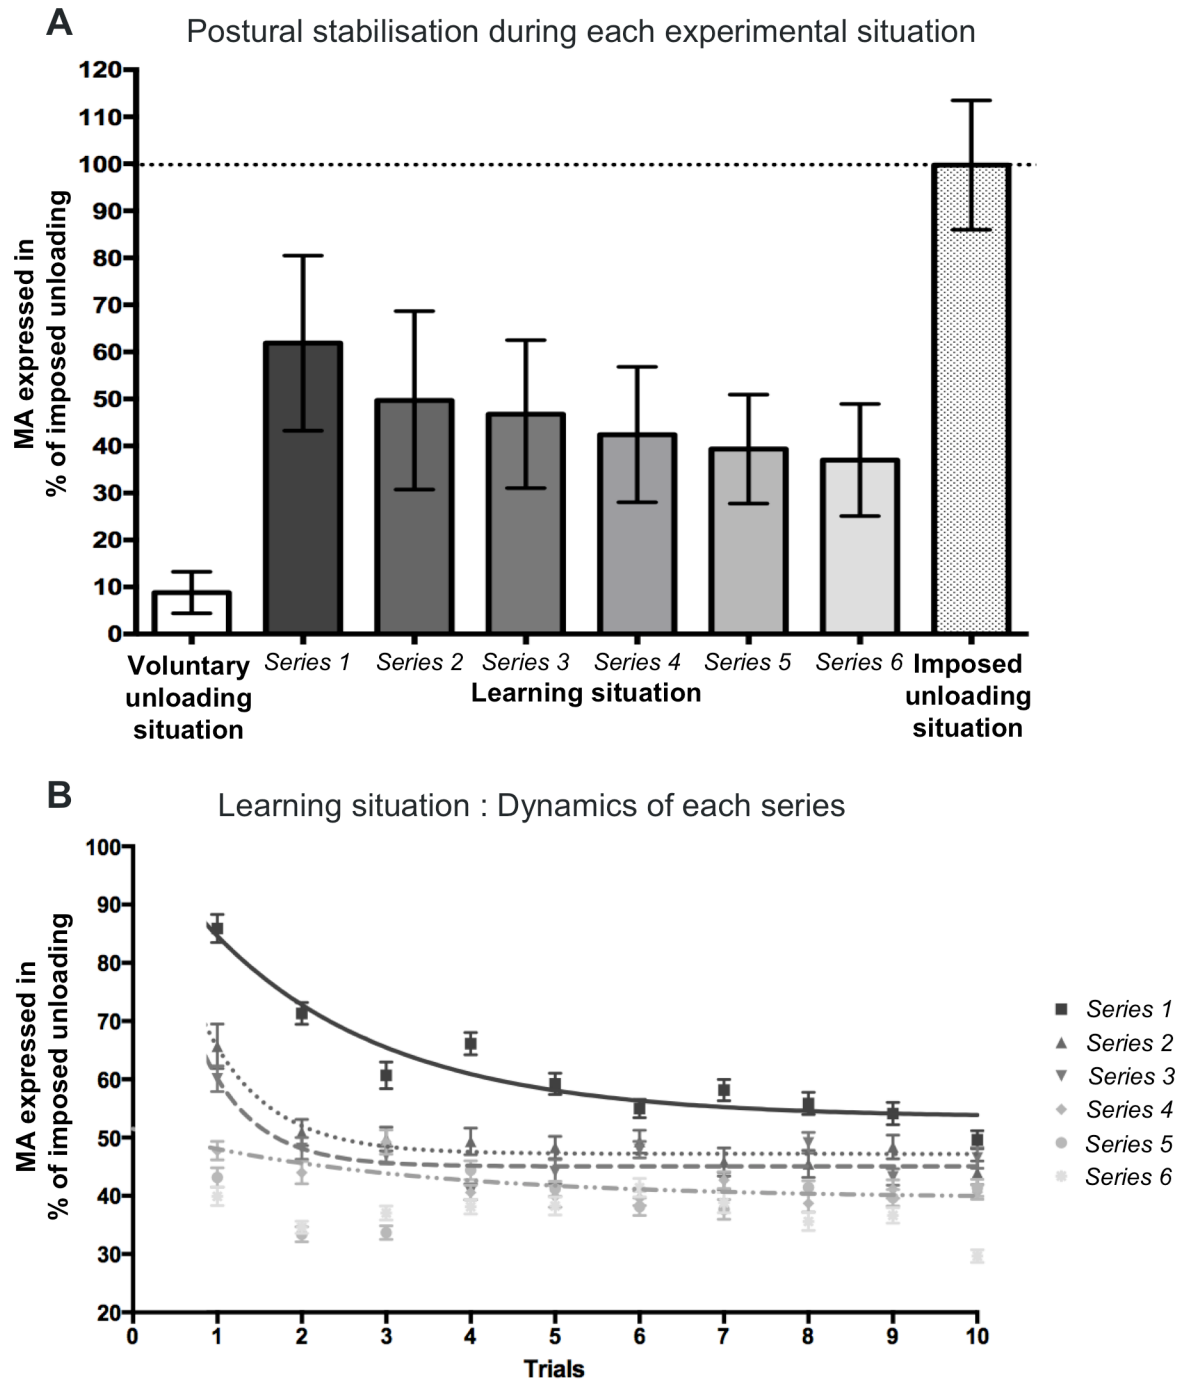 A
Postural stabilisation during each experimental situation
MA expressed in
% of imposed unloading
120
110
100
90
80
70
60
50
40
30
20
10
0
Voluntary
unloading
situation
Series 1
Series 2
Series 3
Series 4
Series 5
Series 6
Learning situation
Imposed
unloading
situation
B
Learning situation : Dynamics of each series
MA expressed in
% of imposed unloading
100
90
80
70
60
50
40
30
20
0 1 2 3 4 5 6 7 8 9 10
Trials
Series 1
Series 2
Series 3
Series 4
Series 5
Series 6